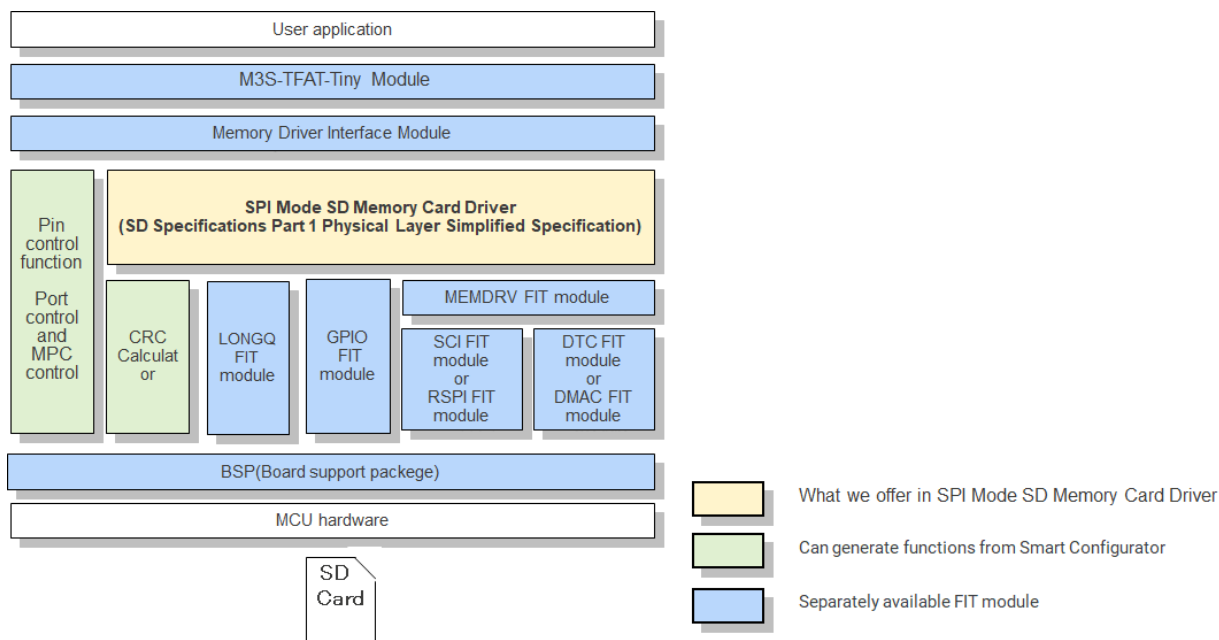 User application
M3S-TFAT-Tiny Module
Memory Driver Interface Module
Pin
control
function
Port
control
and
MPC
control
SPI Mode SD Memory Card Driver
(SD Specifications Part 1 Physical Layer Simplified Specification)
CRC
Calculat
or
LONGQ
FIT
module
GPIO
FIT
module
MEMDRV FIT module
SCI FIT
module
or
RSPI FIT
module
DTC FIT
module
or
DMAC FIT
module
BSP(Board support packege)
MCU hardware
SD
Card
What we offer in SPI Mode SD Memory Card Driver
Can generate functions from Smart Configurator
Separately available FIT module